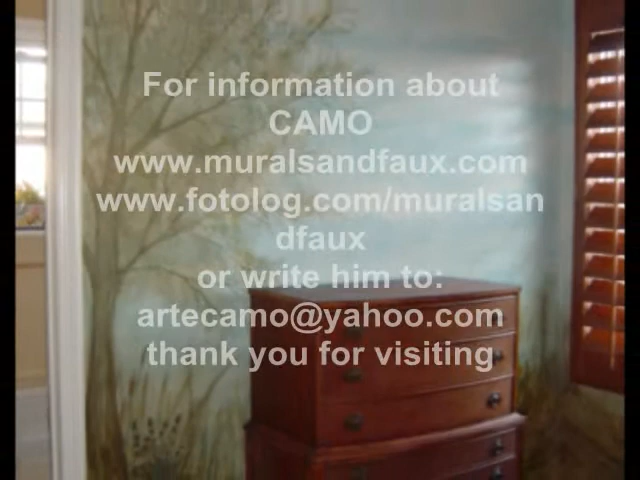 For information about
CAMO
www.muralsandfaux.com
www.fotolog.com/muralsan
dfaux
or write him to:
artecamo@yahoo.com
thank you for visiting